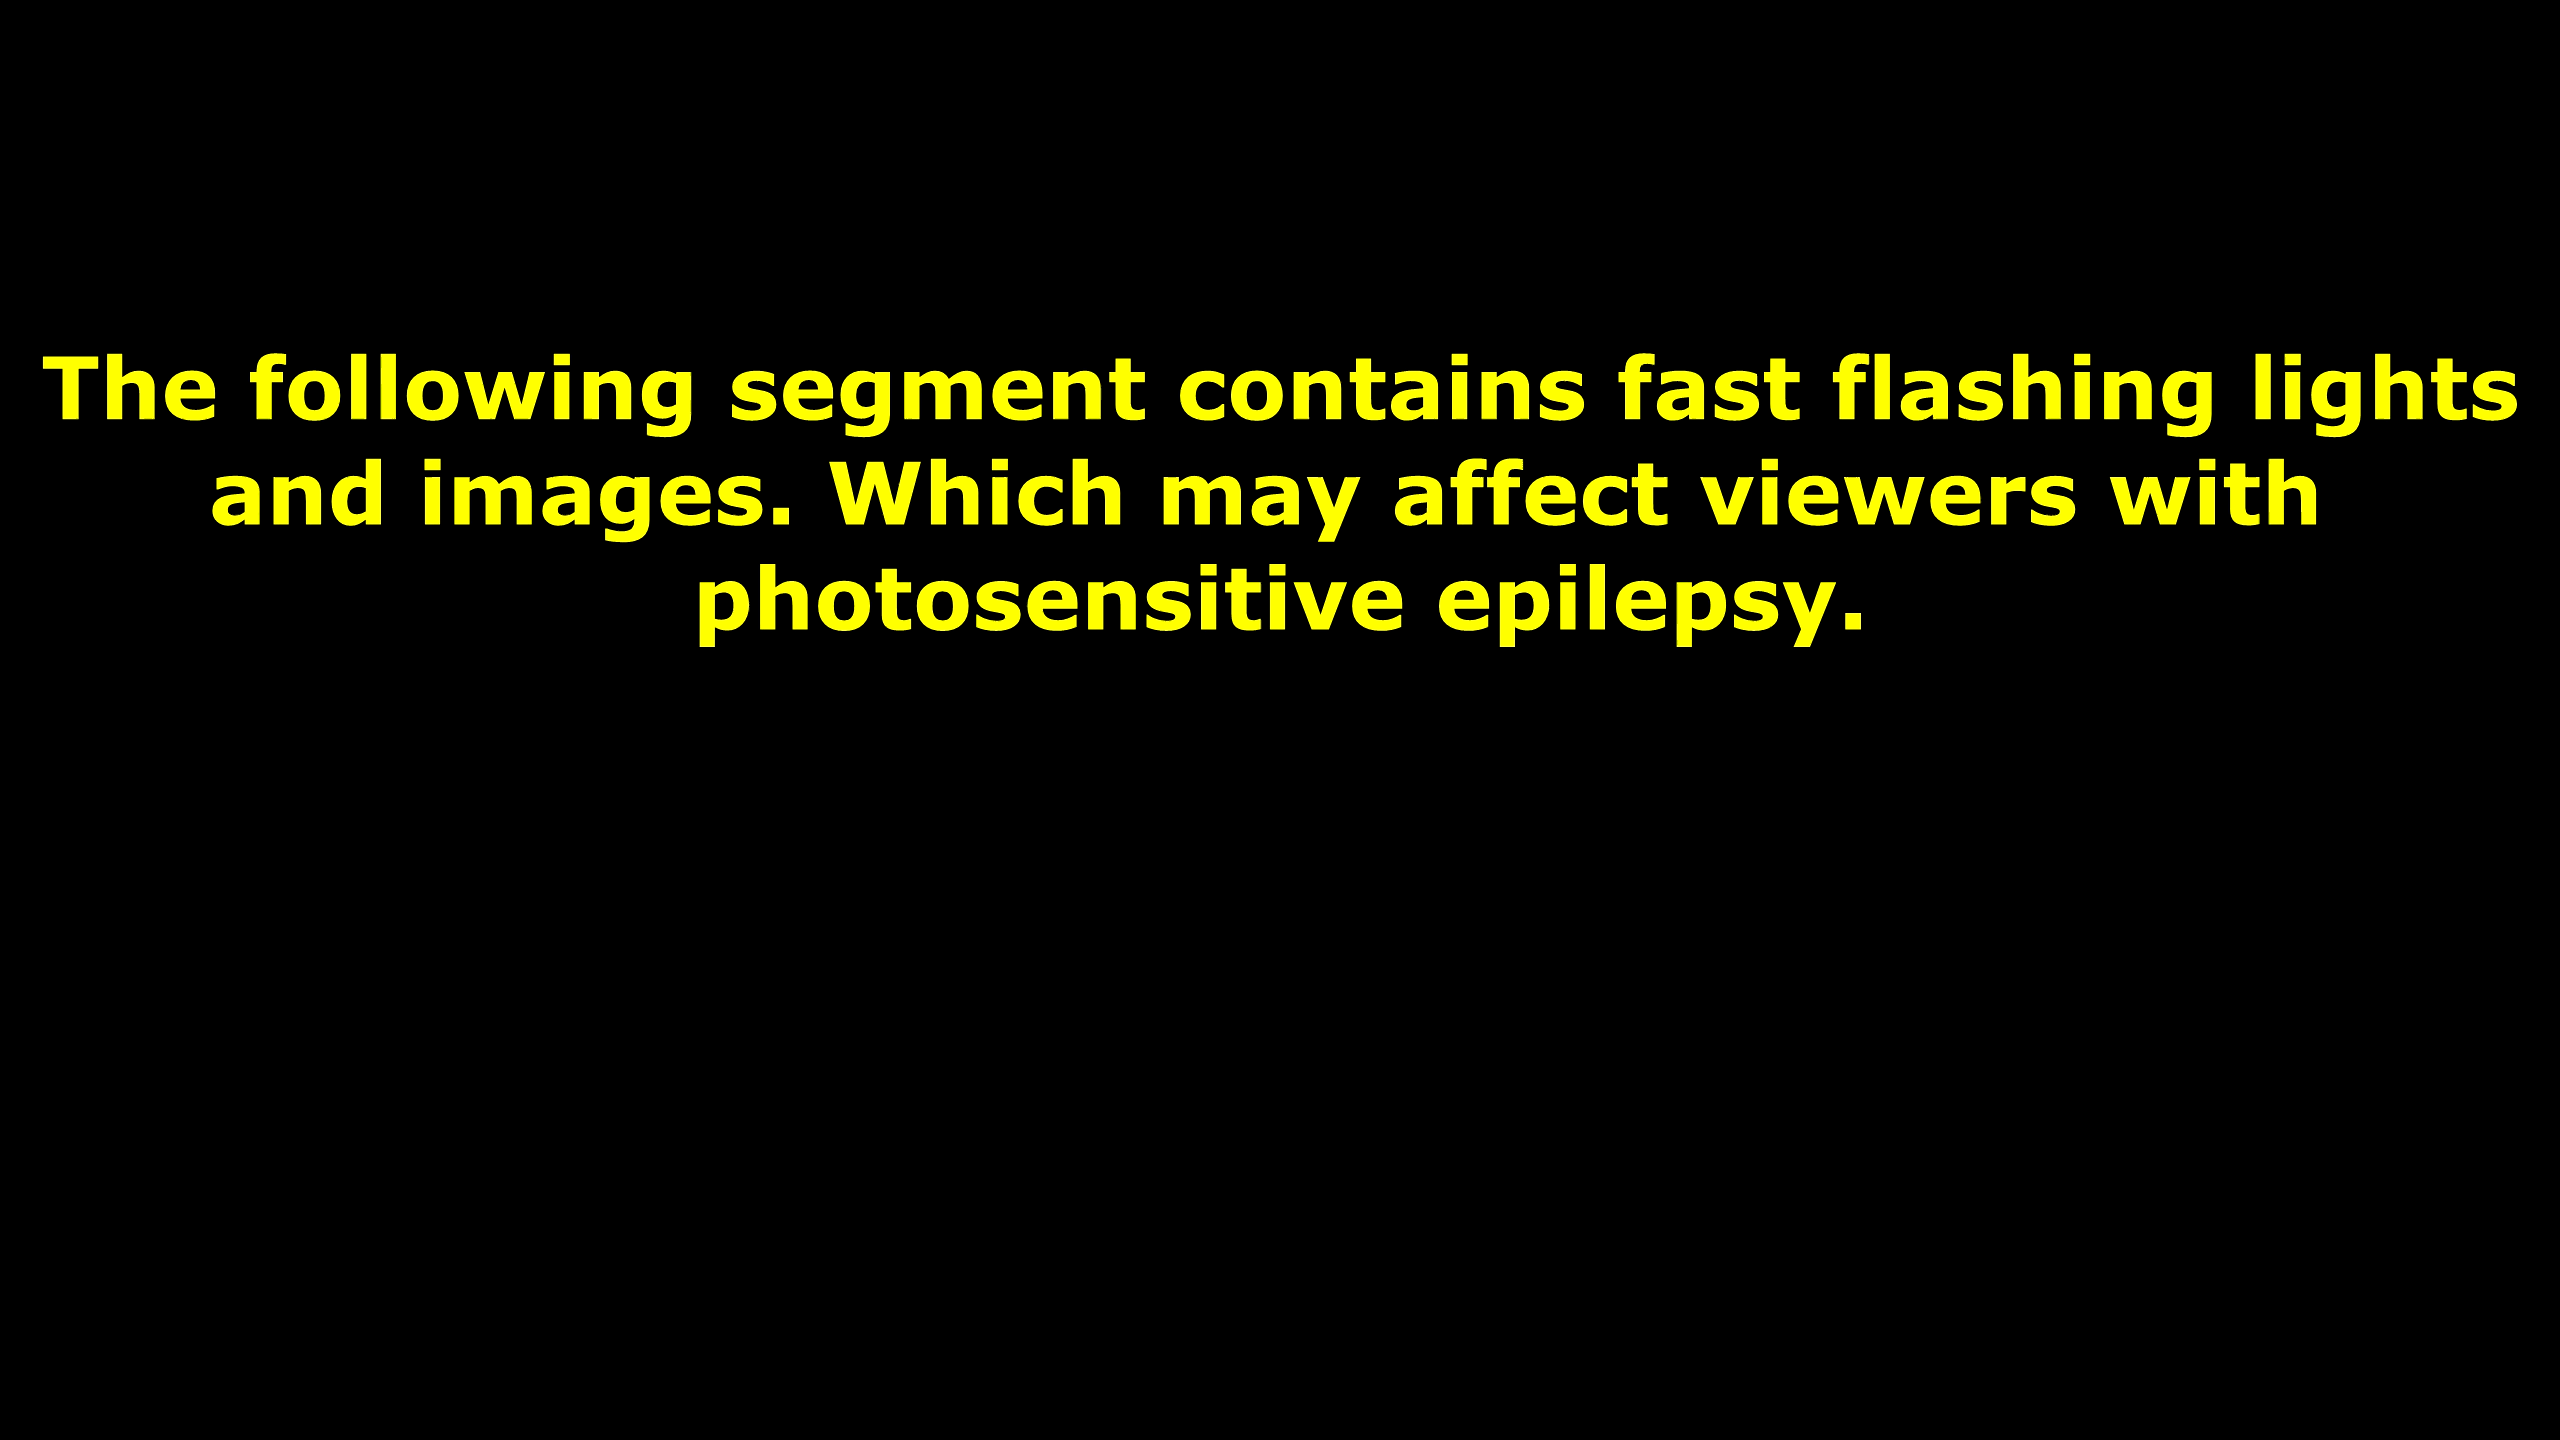 The following segment contains fast flashing lights
and images. Which may affect viewers with
photosensitive epilepsy.